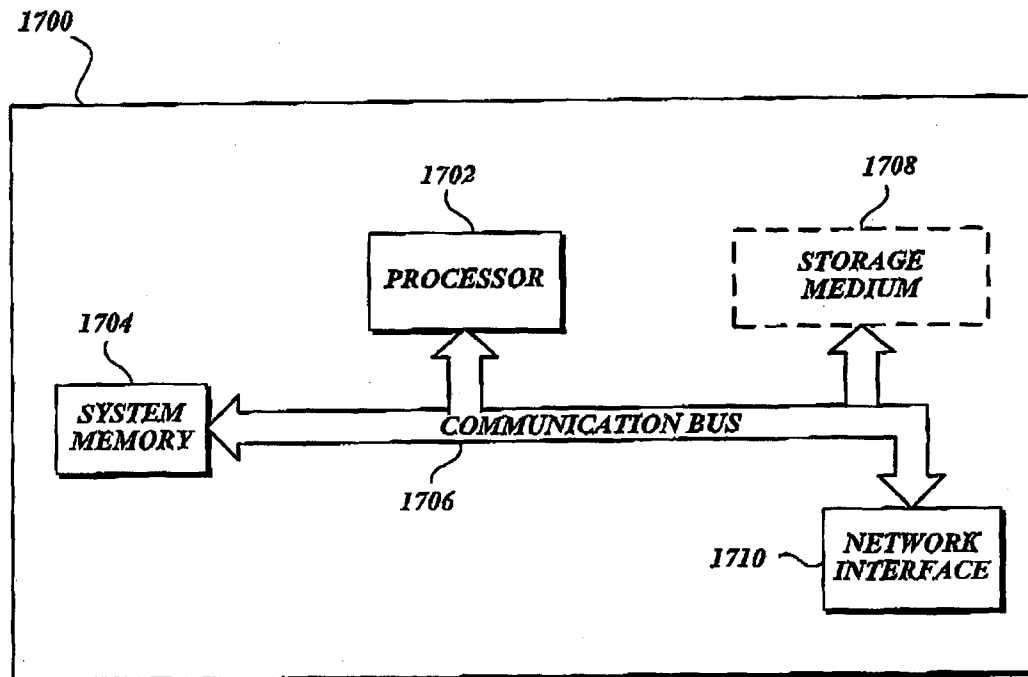 1700
1702
1708
PROCESSOR
STORAGE
MEDIUM
1704
SYSTEM
MEMORY
COMMUNICATION BUS
1706
1710
NETWORK
INTERFACE